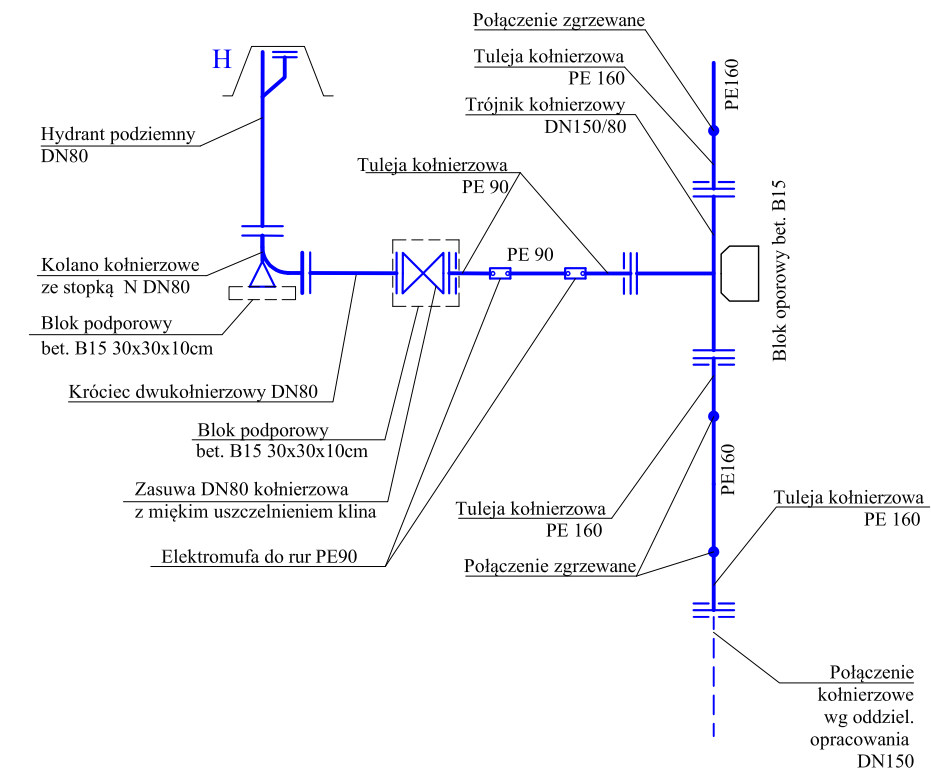 Połączenie zgrzewane
H
Tuleja kołnierzowa
PE 160
PE160
Trójnik kołnierzowy
DN150/80
Hydrant podziemny
DN80
Tuleja kołnierzowa
PE 90
Blok oporowy bet. B15
PE 90
Kolano kołnierzowe
ze stopką N DN80
Blok podporowy
bet. B15 30x30x10cm
Króciec dwukołnierzowy DN80
Blok podporowy
bet. B15 30x30x10cm
PE160
Zasuwa DN80 kołnierzowa
z miękim uszczelnieniem klina
Tuleja kołnierzowa
PE 160
Tuleja kołnierzowa
PE 160
Elektromufa do rur PE90
Połączenie zgrzewane
Połączenie
kołnierzowe
wg oddziel.
opracowania
DN150